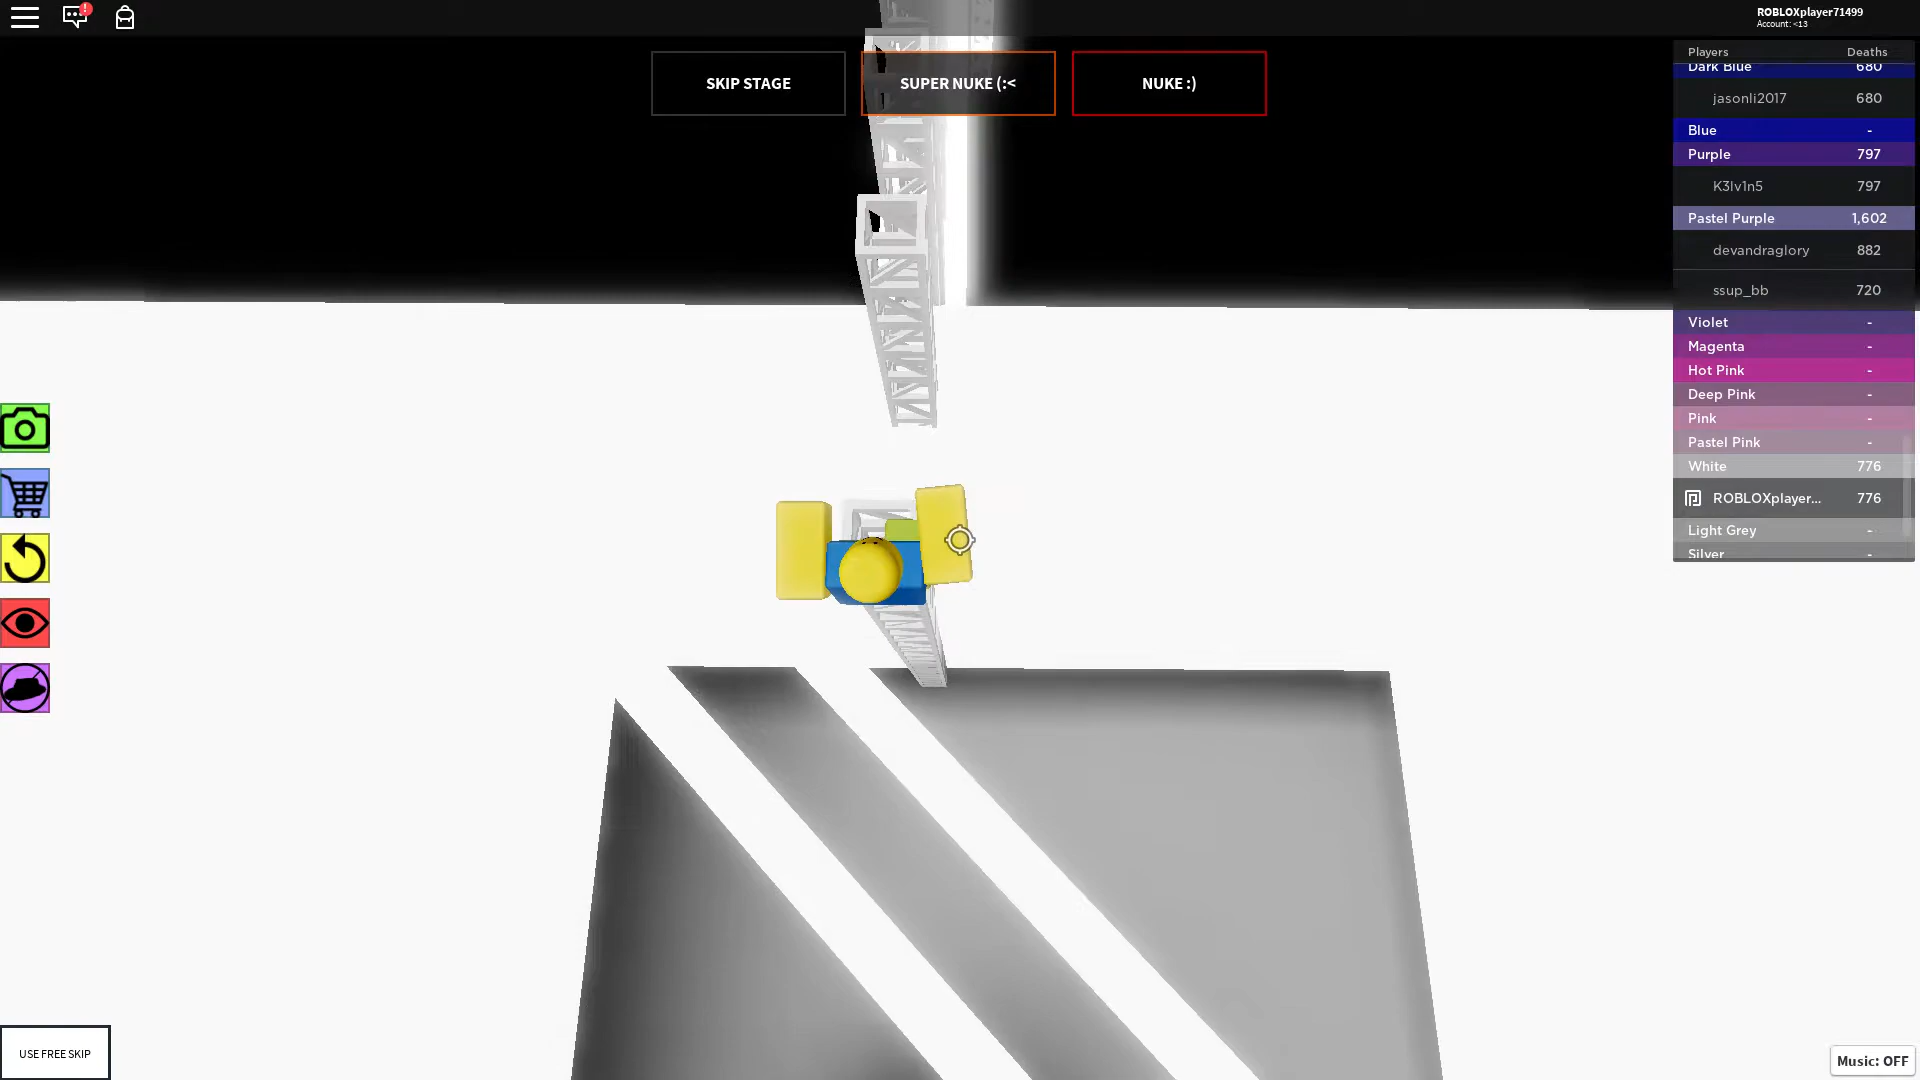 ROBLOXplayer71499
Account: <13
SKIP STAGE
SUPER NUKE (:<
NUKE :)
Players Deaths
Dark Blue 680
jasonli2017 680
Blue -
Purple 797
K3lv1n5 797
Pastel Purple 1,602
devandraglory 882
ssup_bb 720
Violet -
Magenta -
Hot Pink -
Deep Pink -
Pink -
Pastel Pink -
White 776
ROBLOXplayer... 776
Light Grey -
Silver -
USE FREE SKIP
Music: OFF